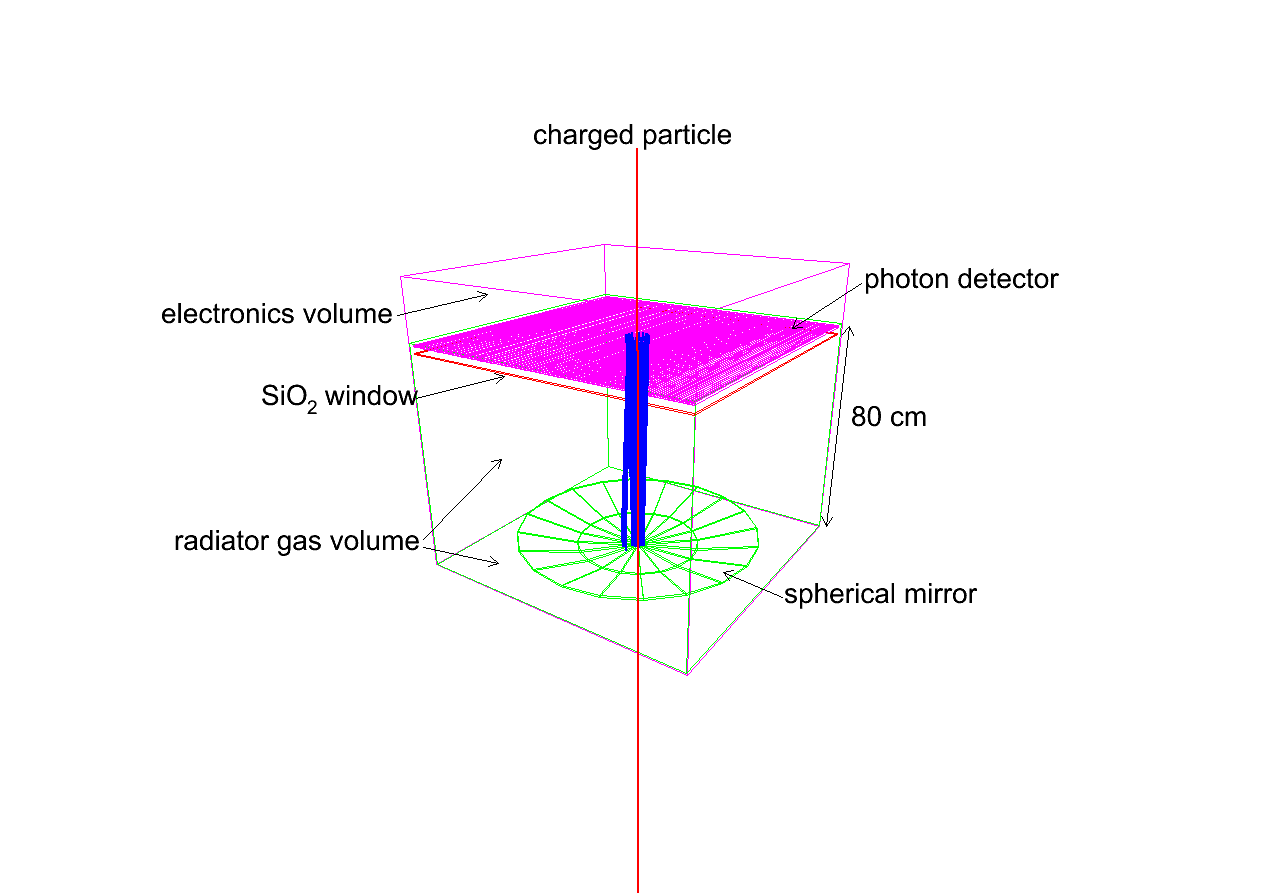 charged particle
photon detector
electronics volume
SiO2 window
80 cm
radiator gas volume
spherical mirror